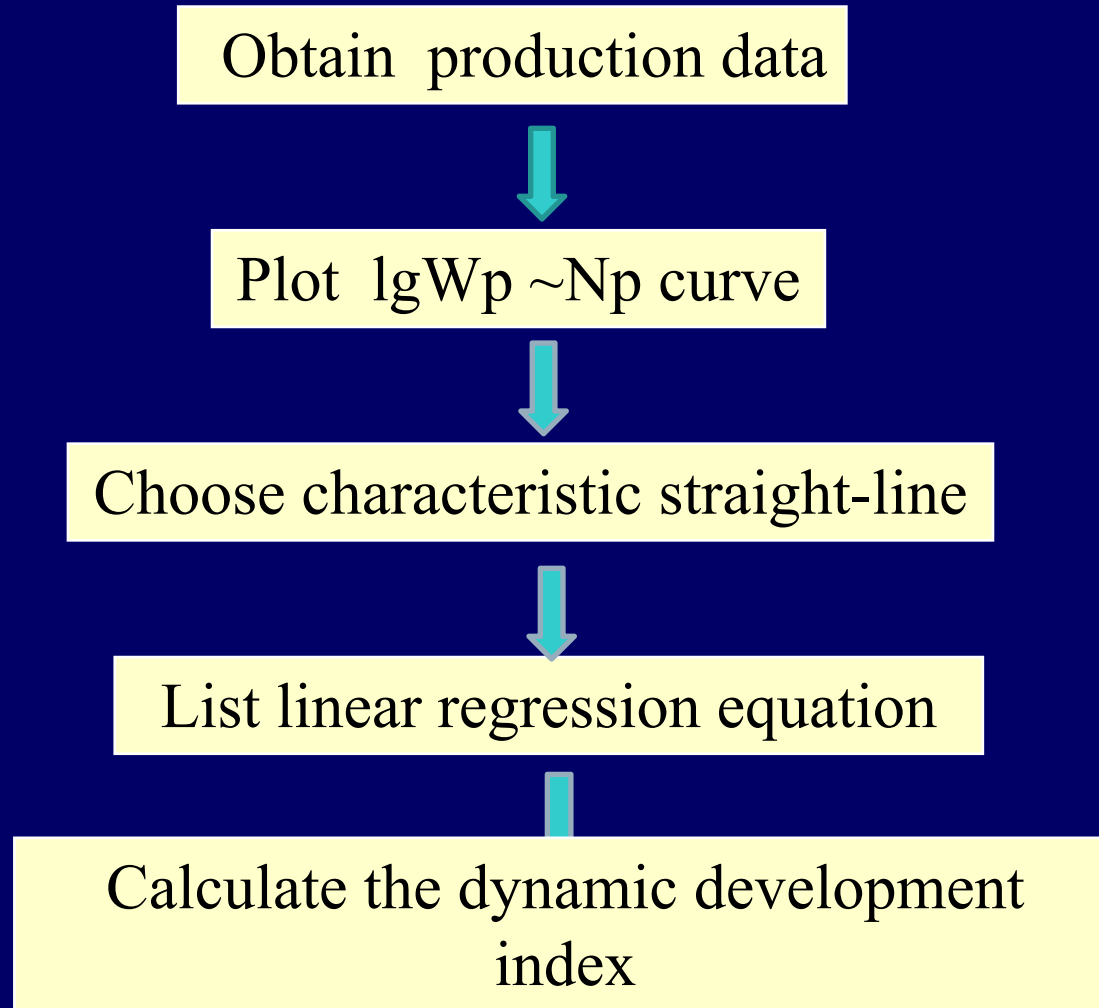 Obtain production data
Plot lgWp ~Np curve
Choose characteristic straight-line
List linear regression equation
Calculate the dynamic development
index